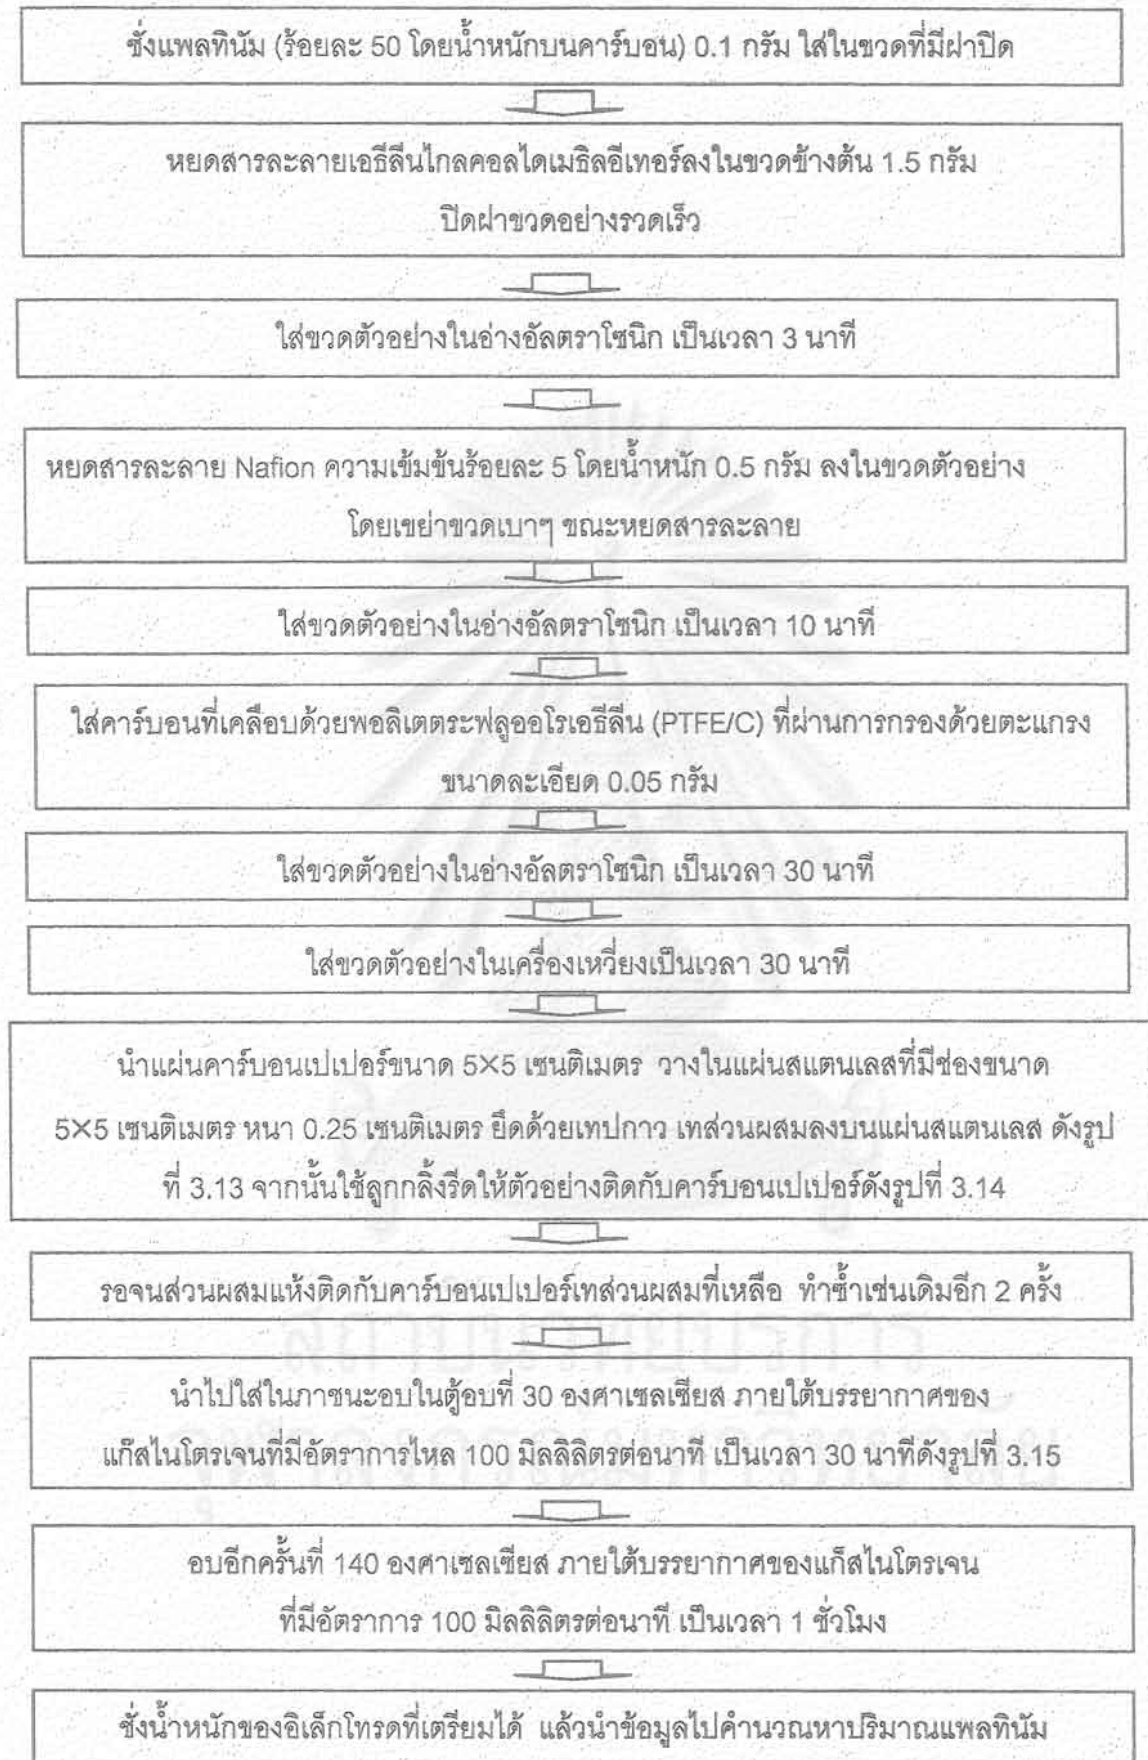 ชั่งแพลทินัม (ร้อยละ 50 โดยน้ำหนักบนคาร์บอน) 0.1 กรัม ใส่ในขวดที่มีฝาปิด
หยดสารละลายเอธีลีนไกลคอลไดเมธิลอีเทอร์ลงในขวดข้างต้น 1.5 กรัม
ปิดฝาขวดอย่างรวดเร็ว
ใส่ขวดตัวอย่างในอ่างอัลตราโซนิก เป็นเวลา 3 นาที
หยดสารละลาย Nafion ความเข้มข้นร้อยละ 5 โดยน้ำหนัก 0.5 กรัม ลงในขวดตัวอย่าง
โดยเขย่าขวดเบาๆ ขณะหยดสารละลาย
ใส่ขวดตัวอย่างในอ่างอัลตราโซนิก เป็นเวลา 10 นาที
ใส่คาร์บอนที่เคลือบด้วยพอลิเตตระฟลูออโรเอธีลีน (PTFE/C) ที่ผ่านการกรองด้วยตะแกรง
ขนาดละเอียด 0.05 กรัม
ใส่ขวดตัวอย่างในอ่างอัลตราโซนิก เป็นเวลา 30 นาที
ใส่ขวดตัวอย่างในเครื่องเหวี่ยงเป็นเวลา 30 นาที
นำแผ่นคาร์บอนเปเปอร์ขนาด 5×5 เซนติเมตร วางในแผ่นสแตนเลสที่มีช่องขนาด
5×5 เซนติเมตร หนา 0.25 เซนติเมตร ยึดด้วยเทปกาว เทส่วนผสมลงบนแผ่นสแตนเลส ดังรูป
ที่ 3.13 จากนั้นใช้ลูกกลิ้งรีดให้ตัวอย่างติดกับคาร์บอนเปเปอร์ดังรูปที่ 3.14
รอจนส่วนผสมแห้งติดกับคาร์บอนเปเปอร์เทส่วนผสมที่เหลือ ทำซ้ำเช่นเดิมอีก 2 ครั้ง
นำไปใส่ในภาชนะอบในตู้อบที่ 30 องศาเซลเซียส ภายใต้บรรยากาศของ
แก๊สไนโตรเจนที่มีอัตราการไหล 100 มิลลิลิตรต่อนาที เป็นเวลา 30 นาทีดังรูปที่ 3.15
อบอีกครั้นที่ 140 องศาเซลเซียส ภายใต้บรรยากาศของแก็สไนโตรเจน
ที่มีอัตราการ 100 มิลลิลิตรต่อนาที เป็นเวลา 1 ชั่วโมง
ชั่งน้ำหนักของอิเล็กโทรดที่เตรียมได้ แล้วนำข้อมูลไปคำนวณหาปริมาณแพลทินัม